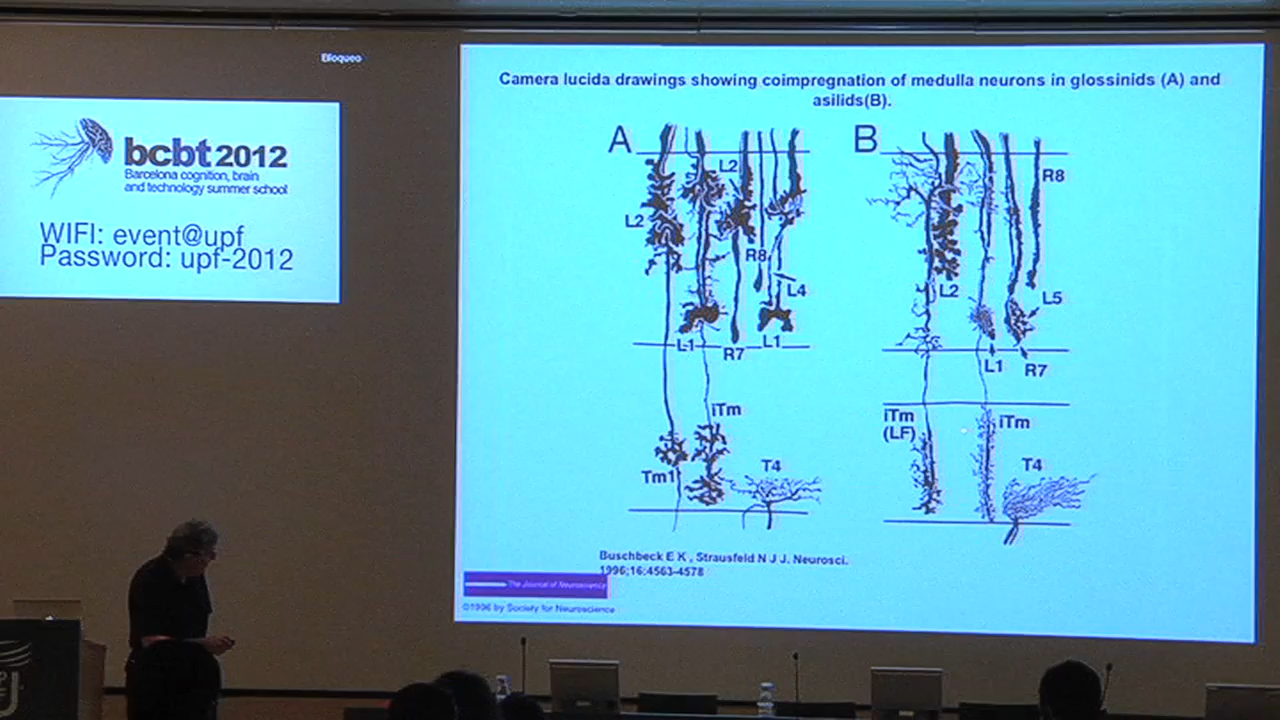 Bloqueo
bcbt 2012
Barcelona cognition, brain
and technology summer school
WIFI: event@upf
Password: upf-2012
Camera lucida drawings showing coimpregnation of medulla neurons in glossinids (A) and
asilids(B).
A
L2
L2
R8
L4
L1
R7
L1
iTm
Tm1
T4
B
R8
L2
L5
L1
R7
iTm
(LF)
iTm
T4
Buschbeck E K , Strausfeld N J J. Neurosci.
1996;16:4563-4578
The Journal of Neuroscience
©1996 by Society for Neuroscience